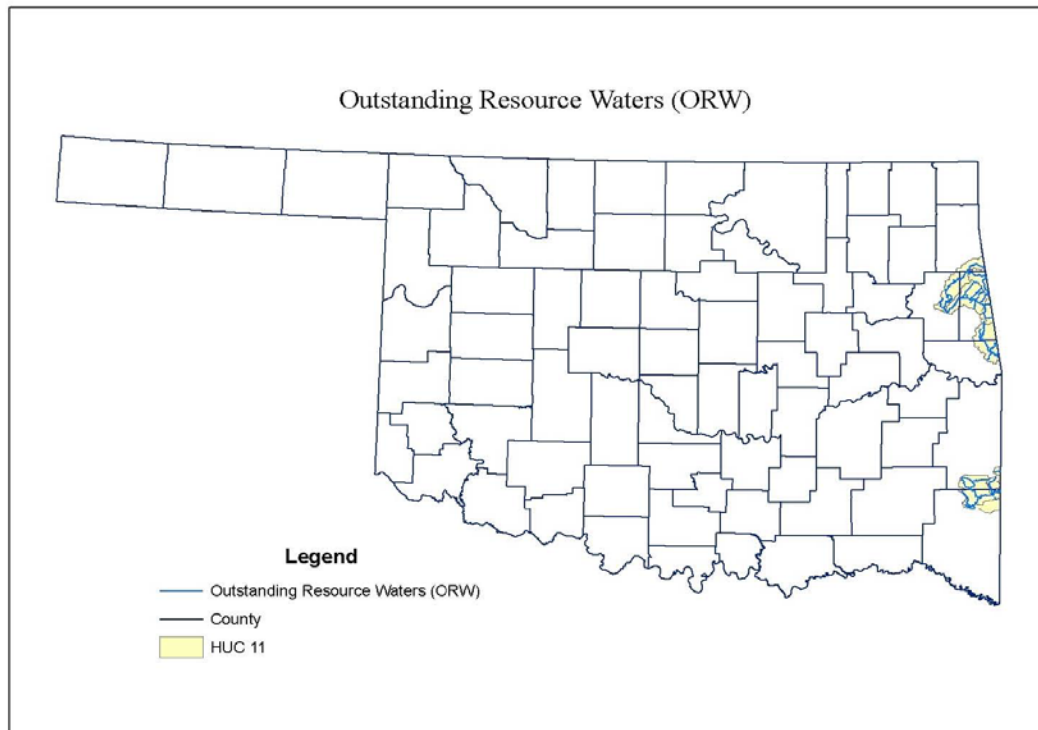 Outstanding Resource Waters (ORW)
Legend
Outstanding Resource Waters (ORW)
County
HUC 11